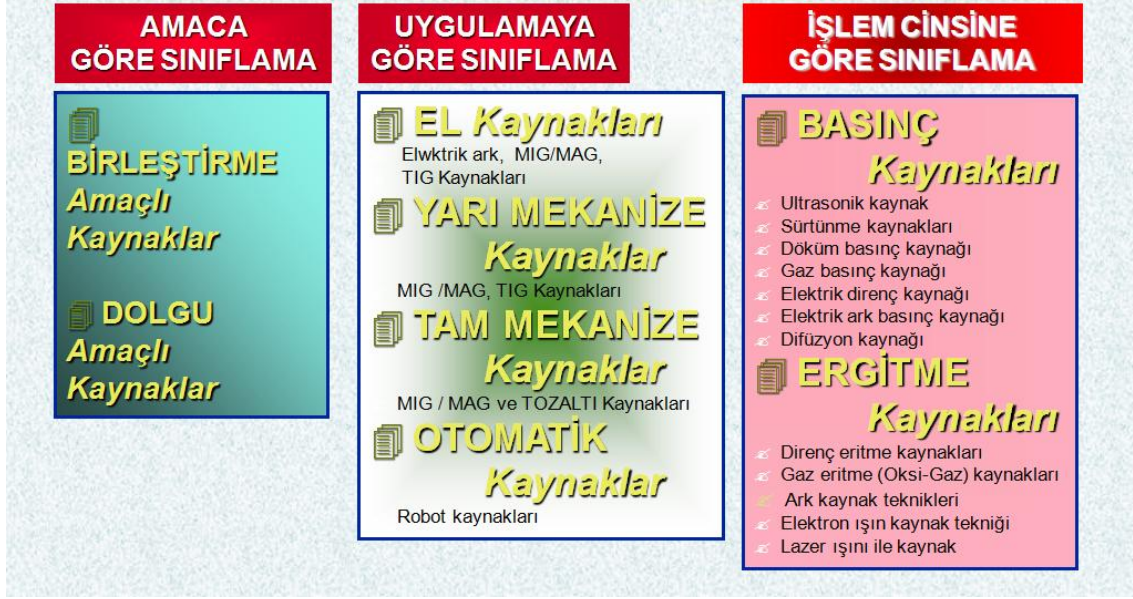 AMACA
GÖRE SINIFLAMA
BİRLEŞTİRME
Amaçlı
Kaynaklar
DOLGU
Amaçlı
Kaynaklar
UYGULAMAYA
GÖRE SINIFLAMA
EL Kaynakları
Elwktrik ark, MIG/MAG,
TIG Kaynakları
YARI MEKANİZE
Kaynaklar
MIG /MAG, TIG Kaynakları
TAM MEKANİZE
Kaynaklar
MIG / MAG ve TOZALTI Kaynakları
OTOMATİK
Kaynaklar
Robot kaynakları
İŞLEM CİNSİNE
GÖRE SINIFLAMA
BASINÇ
Kaynakları
Ultrasonik kaynak
Sürtünme kaynakları
Döküm basınç kaynağı
Gaz basınç kaynağı
Elektrik direnç kaynağı
Elektrik ark basınç kaynağı
Difüzyon kaynağı
ERGİTME
Kaynakları
Direnç eritme kaynakları
Gaz eritme (Oksi-Gaz) kaynakları
Ark kaynak teknikleri
Elektron ışın kaynak tekniği
Lazer ışını ile kaynak